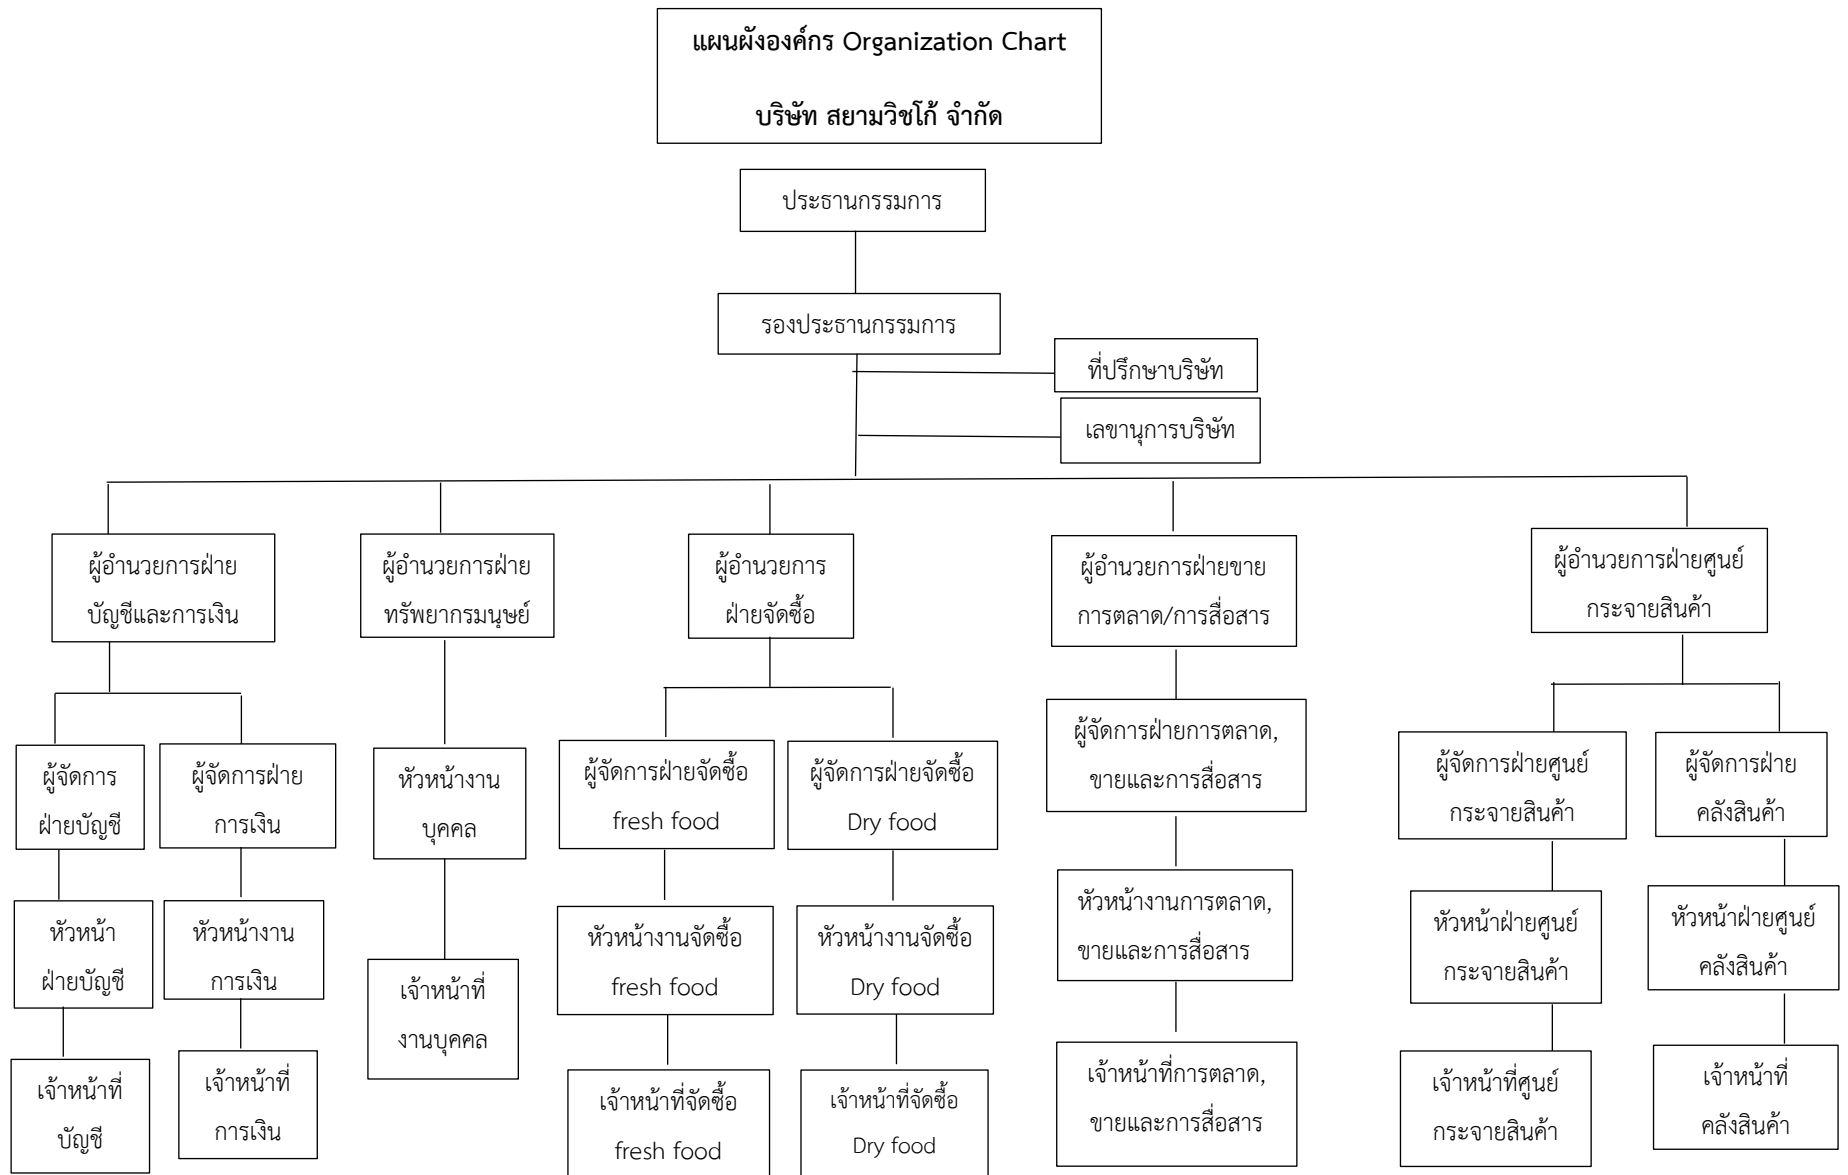 แผนผังองค์กร Organization Chart
บริษัท สยามวิชโก้ จำกัด
ประธานกรรมการ
รองประธานกรรมการ
ที่ปรึกษาบริษัท
เลขานุการบริษัท
ผู้อำนวยการฝ่าย
บัญชีและการเงิน
ผู้อำนวยการฝ่าย
ทรัพยากรมนุษย์
ผู้อำนวยการ
ฝ่ายจัดซื้อ
ผู้อำนวยการฝ่ายขาย
การตลาด/การสื่อสาร
ผู้อำนวยการฝ่ายศูนย์
กระจายสินค้า
ผู้จัดการ
ฝ่ายบัญชี
ผู้จัดการฝ่าย
การเงิน
หัวหน้างาน
บุคคล
ผู้จัดการฝ่ายจัดซื้อ
fresh food
ผู้จัดการฝ่ายจัดซื้อ
Dry food
ผู้จัดการฝ่ายการตลาด,
ขายและการสื่อสาร
ผู้จัดการฝ่ายศูนย์
กระจายสินค้า
ผู้จัดการฝ่าย
คลังสินค้า
หัวหน้า
ฝ่ายบัญชี
หัวหน้างาน
การเงิน
เจ้าหน้าที่
งานบุคคล
หัวหน้างานจัดซื้อ
fresh food
หัวหน้างานจัดซื้อ
Dry food
หัวหน้างานการตลาด,
ขายและการสื่อสาร
หัวหน้าฝ่ายศูนย์
กระจายสินค้า
หัวหน้าฝ่ายศูนย์
คลังสินค้า
เจ้าหน้าที่
บัญชี
เจ้าหน้าที่
การเงิน
เจ้าหน้าที่จัดซื้อ
fresh food
เจ้าหน้าที่จัดซื้อ
Dry food
เจ้าหน้าที่การตลาด,
ขายและการสื่อสาร
เจ้าหน้าที่ศูนย์
กระจายสินค้า
เจ้าหน้าที่
คลังสินค้า